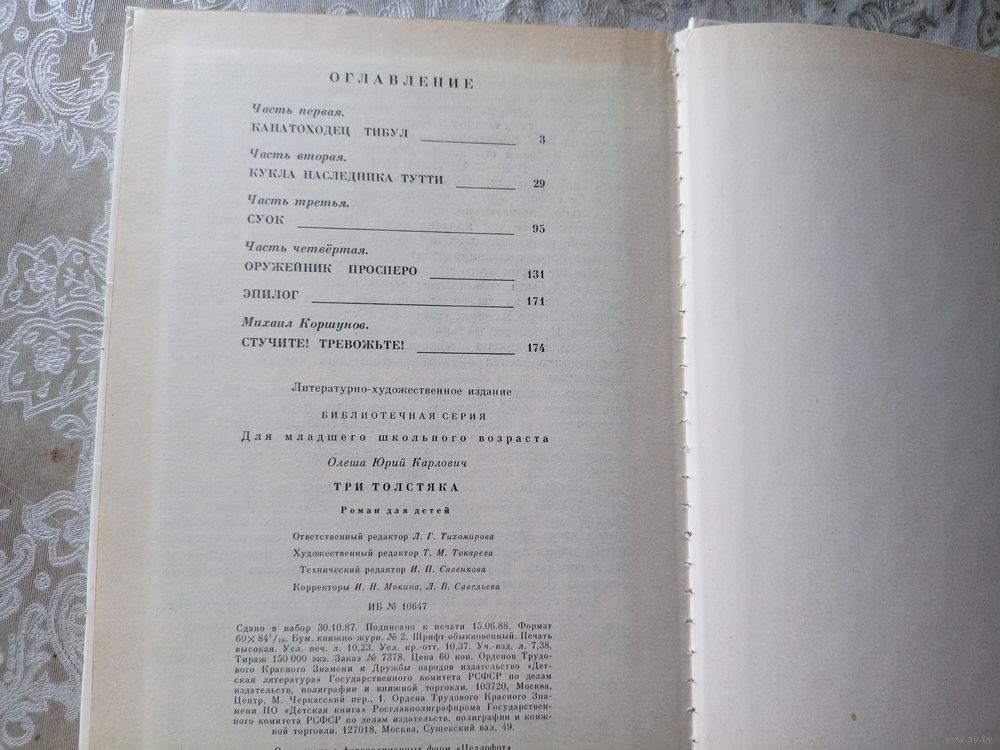 ОГЛАВЛЕНИЕ
Часть первая.
КАНАТОХОДЕЦ ТИБУЛ 3
Часть вторая.
КУКЛА НАСЛЕДНИКА ТУТТИ 29
Часть третья.
СУОК 95
Часть четвёртая.
ОРУЖЕЙНИК ПРОСПЕРО 131
ЭПИЛОГ 171
Михаил Коршунов.
СТУЧИТЕ! ТРЕВОЖЬТЕ! 174
Литературно-художественное издание
БИБЛИОТЕЧНАЯ СЕРИЯ
Для младшего школьного возраста
Олеша Юрий Карлович
ТРИ ТОЛСТЯКА
Роман для детей
Ответственный редактор Л. Г. Тихомирова
Художественный редактор Т. М. Токарева
Технический редактор И. П. Савенкова
Корректоры И. Н. Мокина, Л. В. Савельева
ИБ № 10647
Сдано в набор 30.10.87. Подписано к печати 15.06.88. Формат
60×84¹/₁₆. Бум. книжно-журн. № 2. Шрифт обыкновенный. Печать
высокая. Усл. печ. л. 10,23. Усл. кр.-отт. 10,37. Уч.-изд. л. 7,38.
Тираж 150 000 экз. Заказ № 7378. Цена 60 коп. Орденов Трудо-
вого Красного Знамени и Дружбы народов издательство «Дет-
ская литература» Государственного комитета РСФСР по делам
издательств, полиграфии и книжной торговли. 103720, Москва,
Центр, М. Черкасский пер., 1. Ордена Трудового Красного Зна-
мени ПО «Детская книга» Росглавполиграфпрома Государствен-
ного комитета РСФСР по делам издательств, полиграфии и книж-
ной торговли. 127018, Москва, Сущевский вал, 49.
фотополимерных форм «Целлофот»
www.ay.by